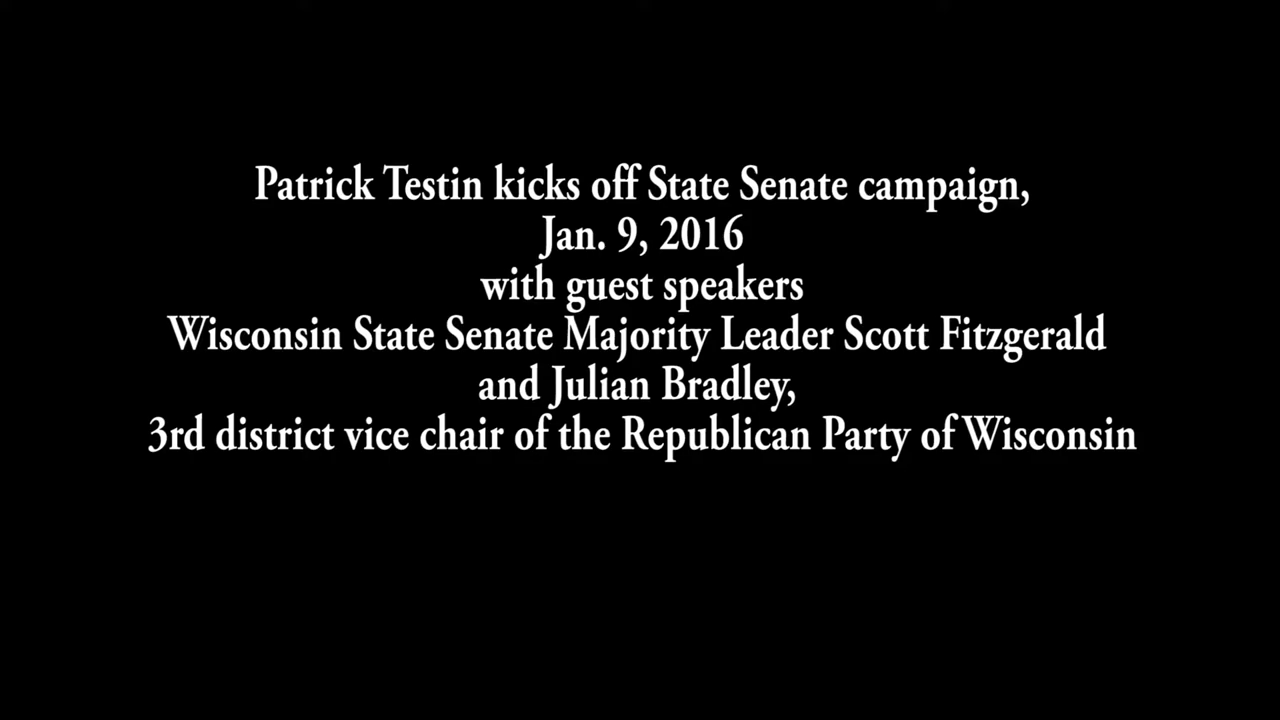 Patrick Testin kicks off State Senate campaign,
Jan. 9, 2016
with guest speakers
Wisconsin State Senate Majority Leader Scott Fitzgerald
and Julian Bradley,
3rd district vice chair of the Republican Party of Wisconsin